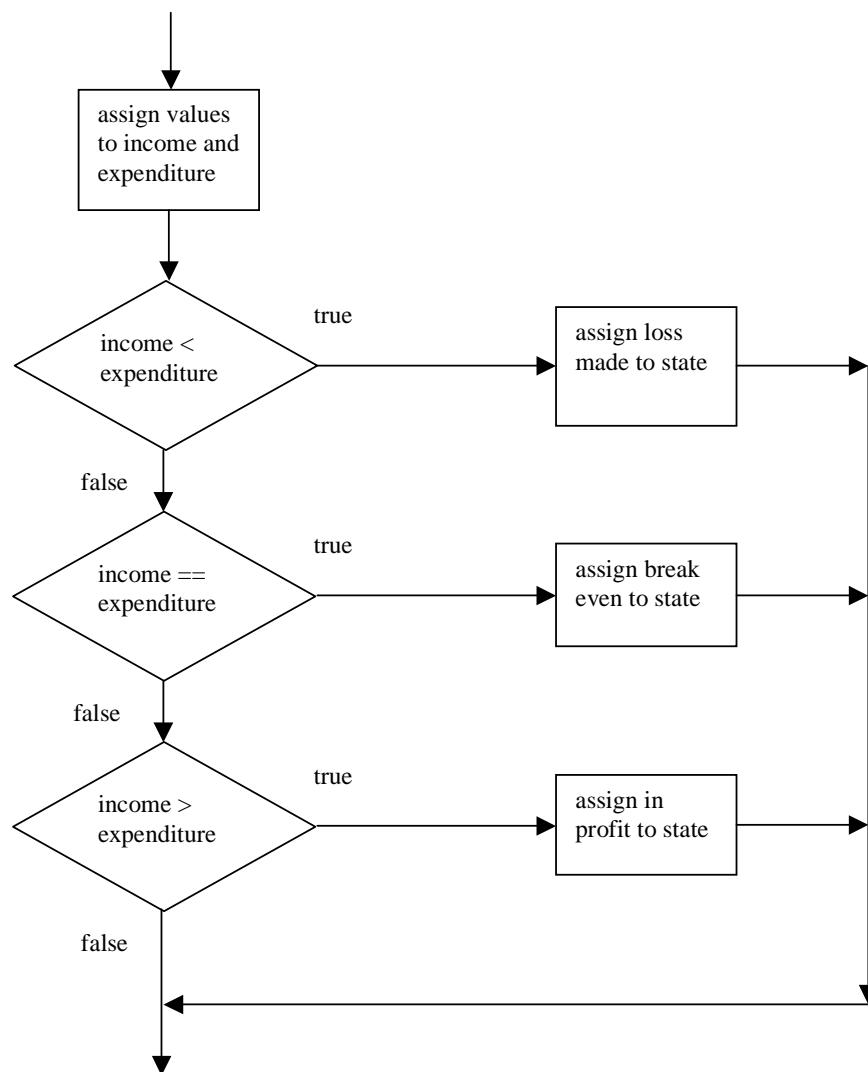 assign values
to income and
expenditure
true
income <
expenditure
assign loss
made to state
false
true
income ==
expenditure
assign break
even to state
false
true
income >
expenditure
assign in
profit to state
false